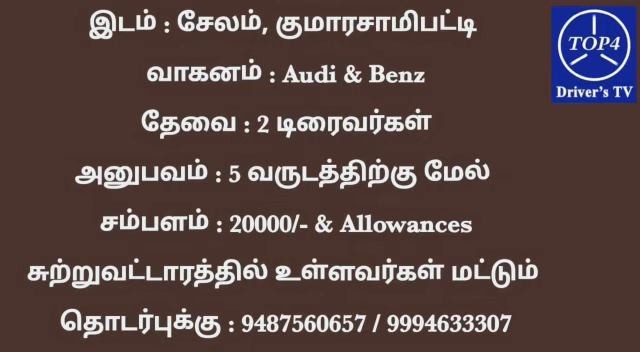 இடம் : சேலம், குமாரசாமிபட்டி
வாகனம் : Audi & Benz
தேவை : 2 டிரைவர்கள்
அனுபவம் : 5 வருடத்திற்கு மேல்
சம்பளம் : 20000/- & Allowances
சுற்றுவட்டாரத்தில் உள்ளவர்கள் மட்டும்
தொடர்புக்கு : 9487560657 / 9994633307
TOP4
Driver's TV